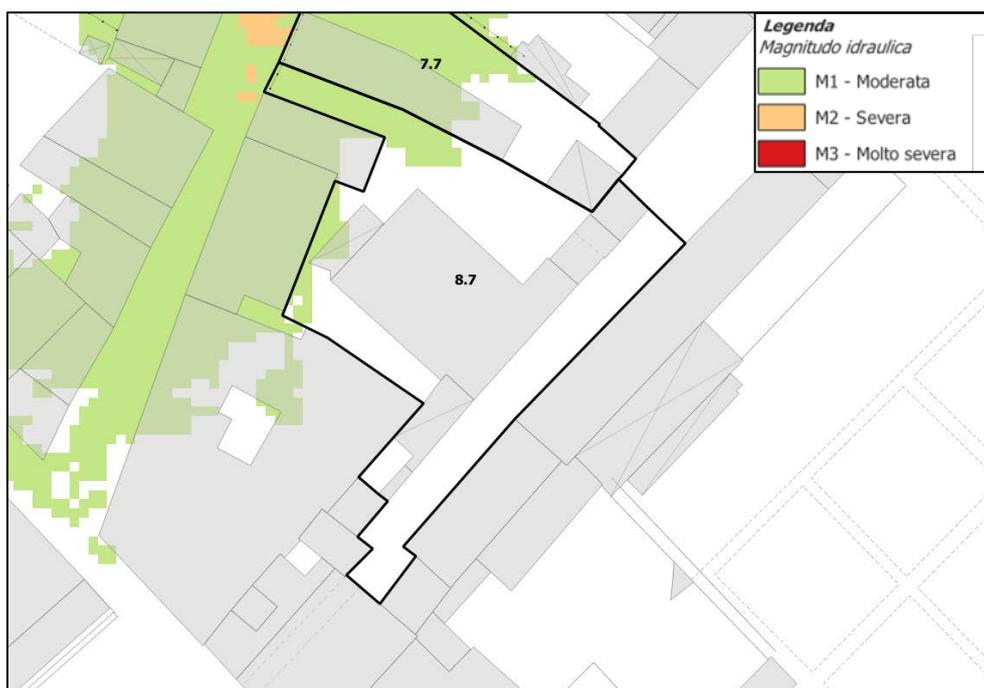 Legenda
Magnitudo idraulica
M1 - Moderata
M2 - Severa
M3 - Molto severa
7.7
8.7